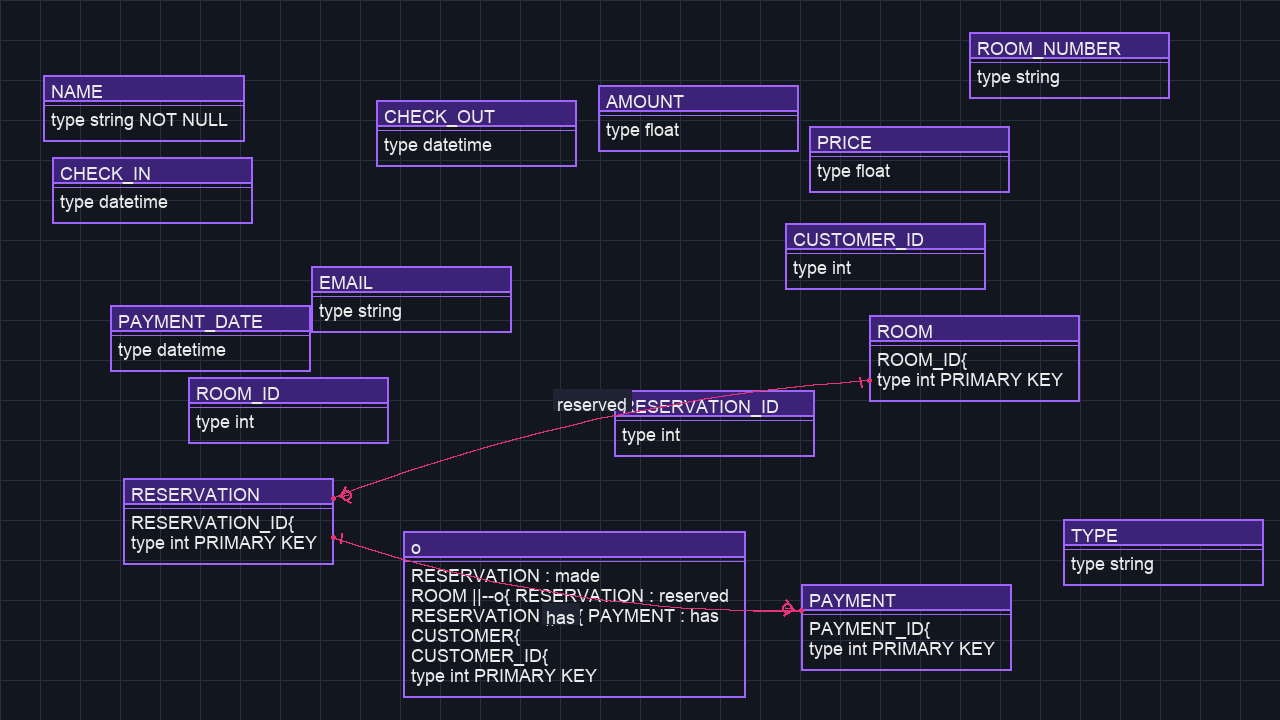 ROOM_NUMBER
type string
NAME
type string NOT NULL
CHECK_OUT
type datetime
AMOUNT
type float
PRICE
type float
CHECK_IN
type datetime
CUSTOMER_ID
type int
EMAIL
type string
PAYMENT_DATE
type datetime
ROOM
ROOM_ID{
type int PRIMARY KEY
ROOM_ID
type int
reserved
RESERVATION_ID
type int
RESERVATION
RESERVATION_ID{
type int PRIMARY KEY
o
RESERVATION : made
ROOM ||--o{ RESERVATION : reserved
RESERVATION { PAYMENT : has
has
CUSTOMER{
CUSTOMER_ID{
type int PRIMARY KEY
TYPE
type string
PAYMENT
PAYMENT_ID{
type int PRIMARY KEY